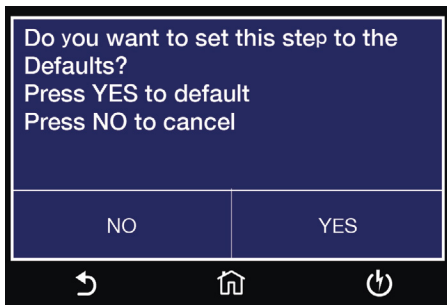 Do you want to set this step to the
Defaults?
Press YES to default
Press NO to cancel
NO
YES